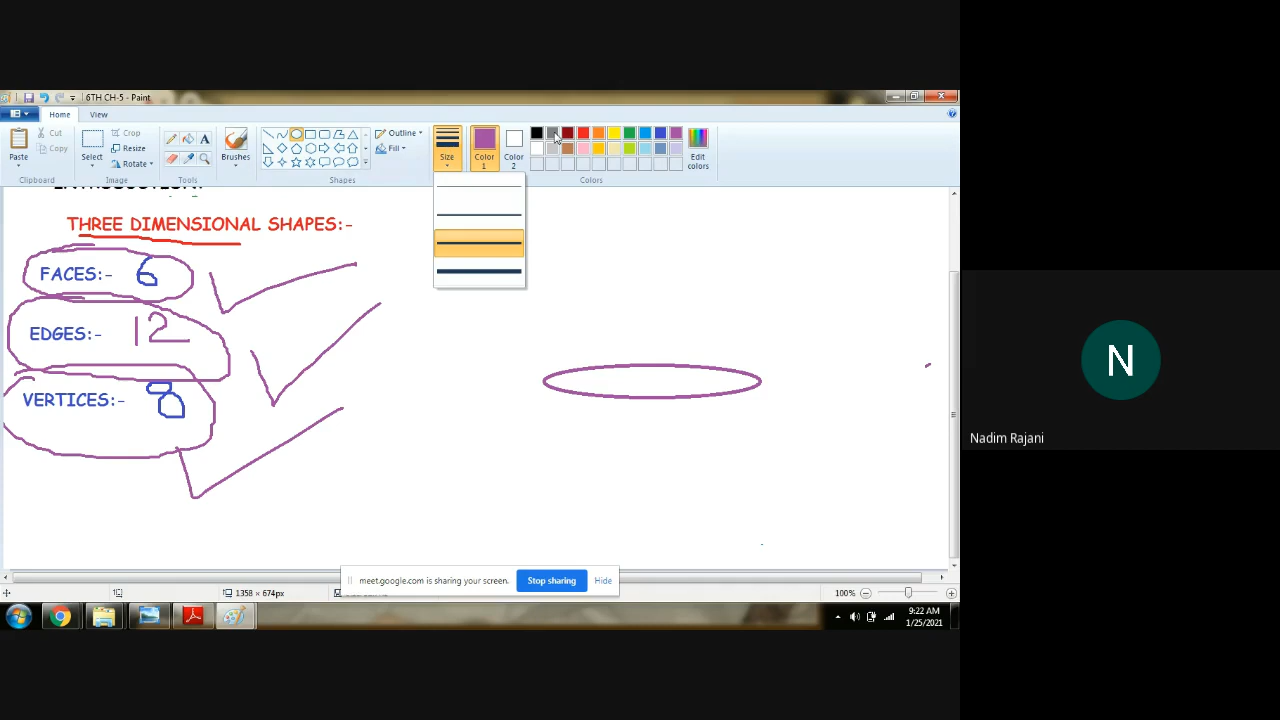 6TH CH-5 - Paint
Home View
Cut
Copy
Paste
Clipboard
Select
Crop
Resize
Rotate
Image
A
Tools
Brushes
Shapes
Outline
Fill
Size
Color 1
Color 2
Edit colors
Colors
THREE DIMENSIONAL SHAPES:-
FACES:- 6
EDGES:- 12
VERTICES:- 8
meet.google.com is sharing your screen. Stop sharing Hide
1358 × 674px
100%
9:22 AM
1/25/2021
N
Nadim Rajani